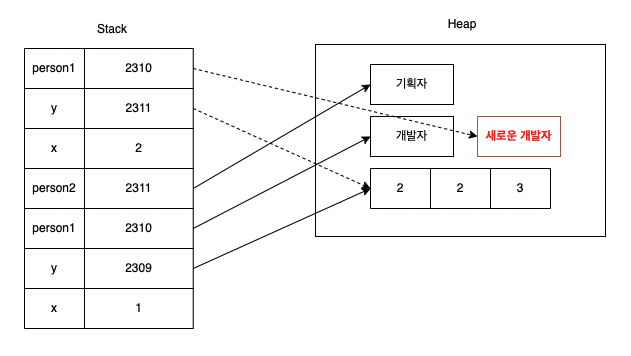 Stack
Heap
person1 2310
y 2311
x 2
person2 2311
person1 2310
y 2309
x 1
기획자
개발자 새로운 개발자
2 2 3